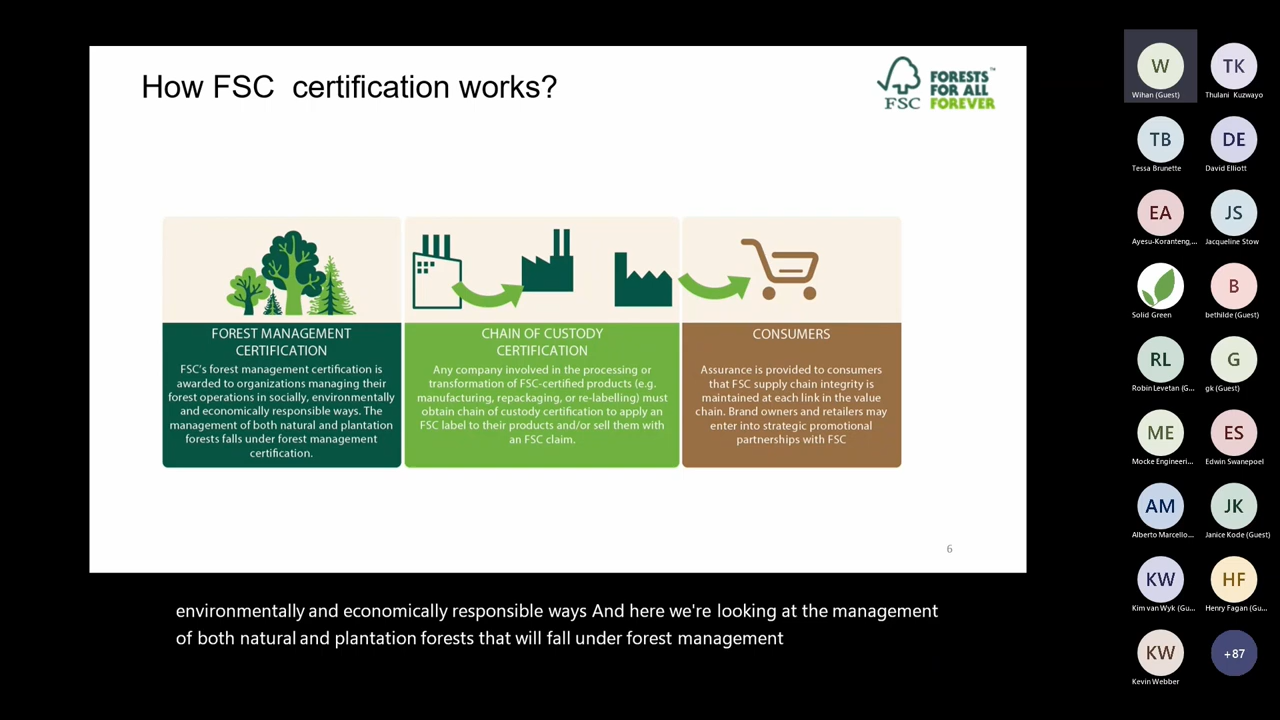 How FSC  certification works?
FSC
FORESTS™
FOR ALL
FOREVER
FOREST MANAGEMENT
CERTIFICATION
FSC's forest management certification is
awarded to organizations managing their
forest operations in socially, environmentally
and economically responsible ways. The
management of both natural and plantation
forests falls under forest management
certification.
CHAIN OF CUSTODY
CERTIFICATION
Any company involved in the processing or
transformation of FSC-certified products (e.g.
manufacturing, repackaging, or re-labelling) must
obtain chain of custody certification to apply an
FSC label to their products and/or sell them with
an FSC claim.
CONSUMERS
Assurance is provided to consumers
that FSC supply chain integrity is
maintained at each link in the value
chain. Brand owners and retailers may
enter into strategic promotional
partnerships with FSC
6
environmentally and economically responsible ways And here we're looking at the management
of both natural and plantation forests that will fall under forest management
W
Wihan (Guest)
TK
Thulani Kuzwayo
TB
Tessa Brunette
DE
David Elliott
EA
Ayesu-Koranteng,...
JS
Jacqueline Stow
Solid Green
B
bethilde (Guest)
RL
Robin Levetan (G...
G
gk (Guest)
ME
Mocke Engineeri...
ES
Edwin Swanepoel
AM
Alberto Marcello...
JK
Janice Kode (Guest)
KW
Kim van Wyk (Gu...
HF
Henry Fagan (Gu...
KW
Kevin Webber
+87